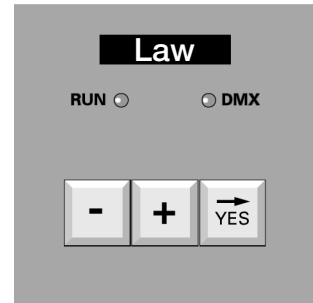 Law
RUN DMX
- +
YES